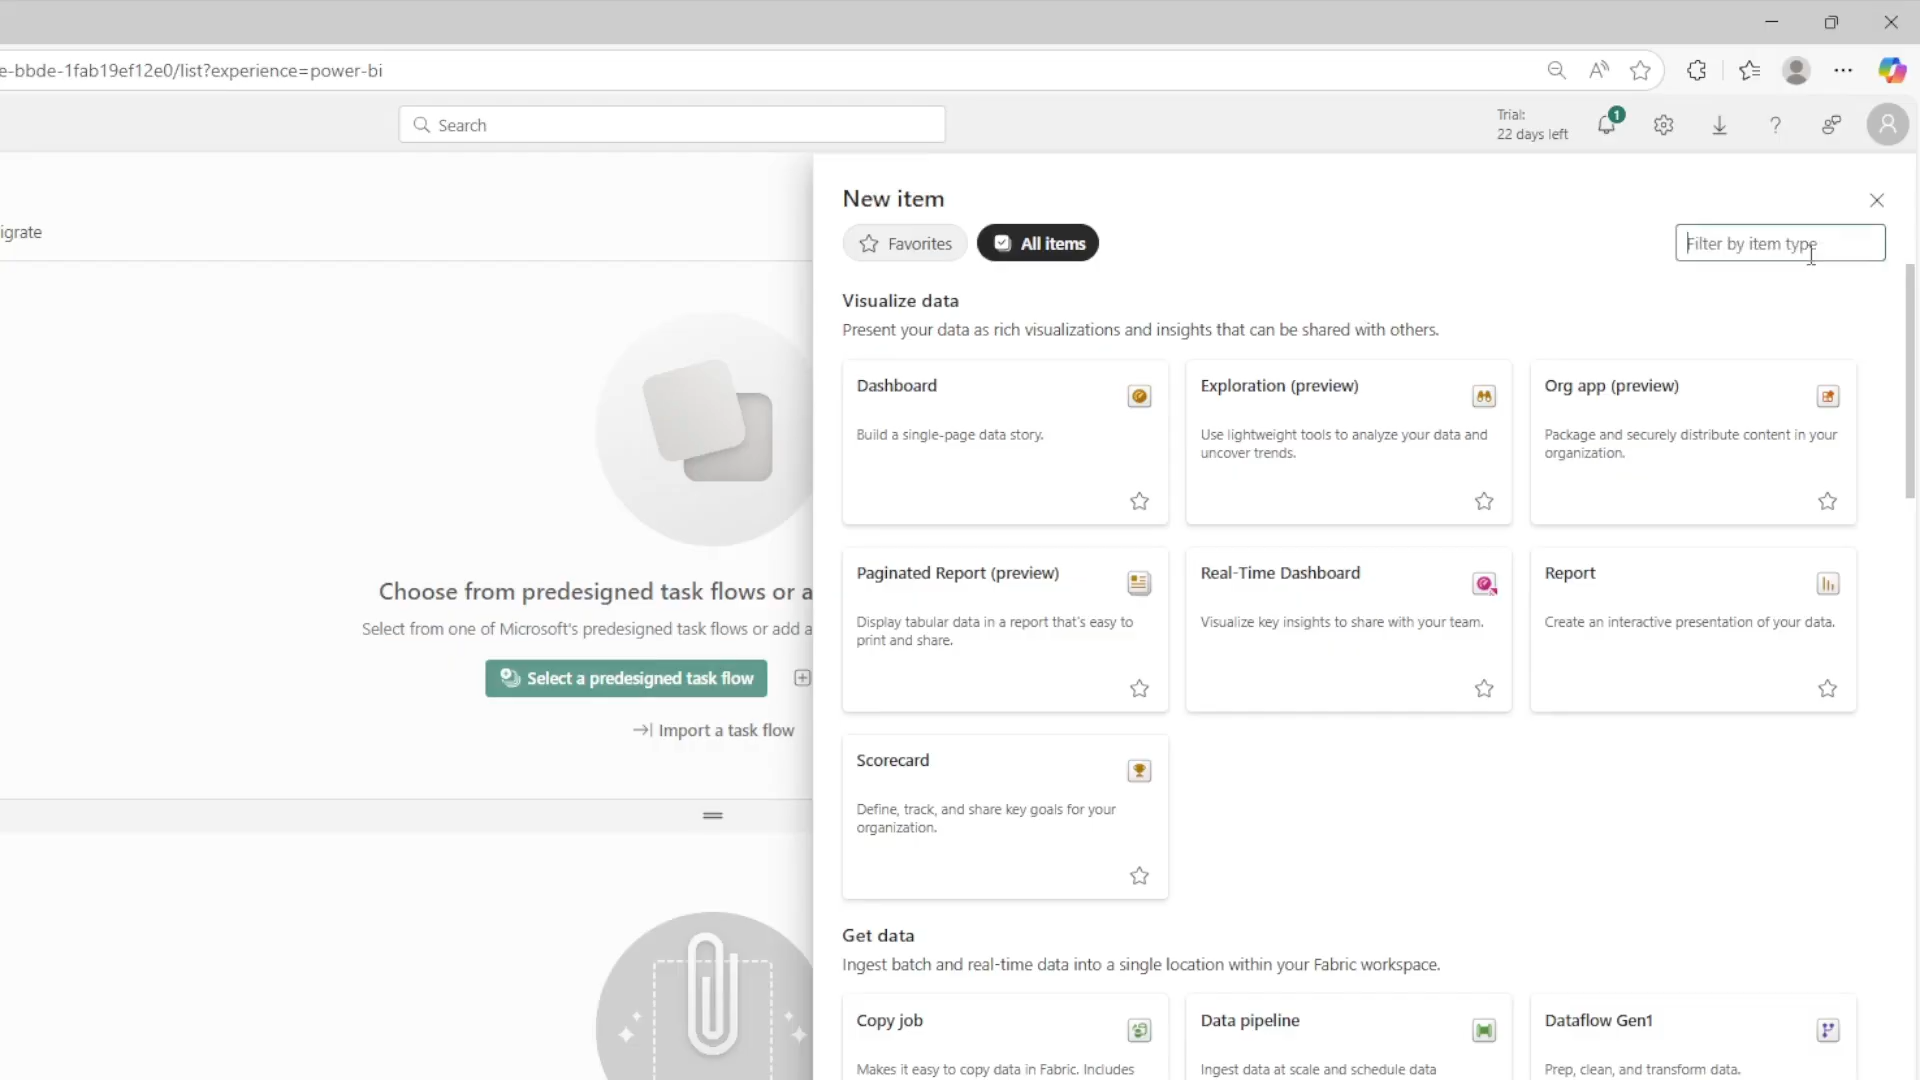 e-bbde-1fab19ef12e0/list?experience=power-bi
Search
Trial:
22 days left
1
igrate
New item
Favorites
All items
Filter by item type
Visualize data
Present your data as rich visualizations and insights that can be shared with others.
Dashboard
Build a single-page data story.
Exploration (preview)
Use lightweight tools to analyze your data and
uncover trends.
Org app (preview)
Package and securely distribute content in your
organization.
Paginated Report (preview)
Display tabular data in a report that's easy to
print and share.
Real-Time Dashboard
Visualize key insights to share with your team.
Report
Create an interactive presentation of your data.
Scorecard
Define, track, and share key goals for your
organization.
Get data
Ingest batch and real-time data into a single location within your Fabric workspace.
Copy job
Makes it easy to copy data in Fabric. Includes
Data pipeline
Ingest data at scale and schedule data
Dataflow Gen1
Prep, clean, and transform data.
Choose from predesigned task flows or a
Select from one of Microsoft's predesigned task flows or add a
Select a predesigned task flow
Import a task flow